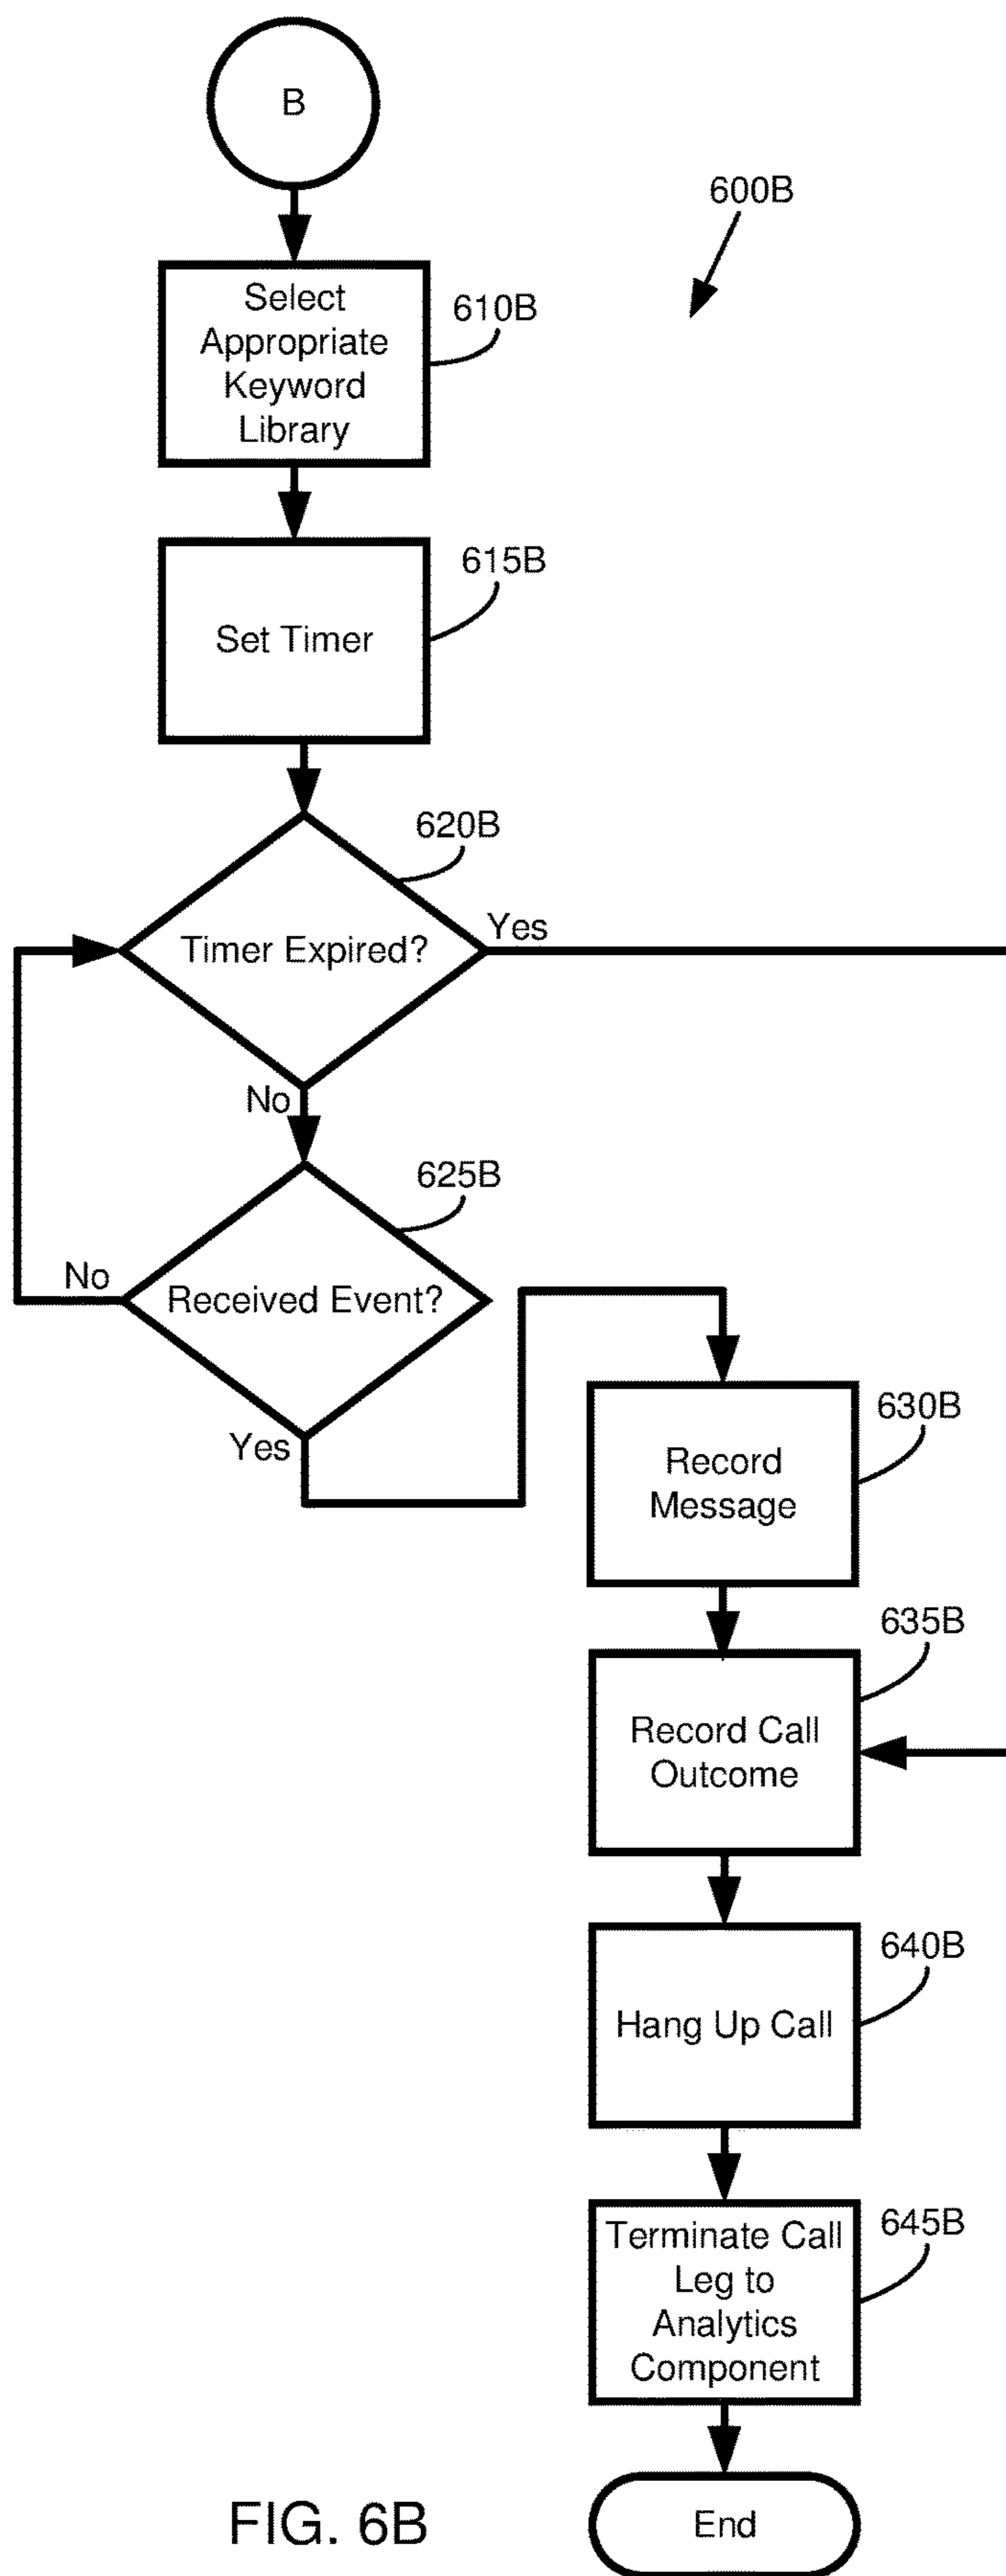 B
600B
Select
Appropriate
Keyword
Library
610B
Set Timer
615B
620B
Timer Expired?
Yes
No
625B
Received Event?
No
Yes
630B
Record
Message
635B
Record Call
Outcome
640B
Hang Up Call
645B
Terminate Call
Leg to
Analytics
Component
End
FIG. 6B